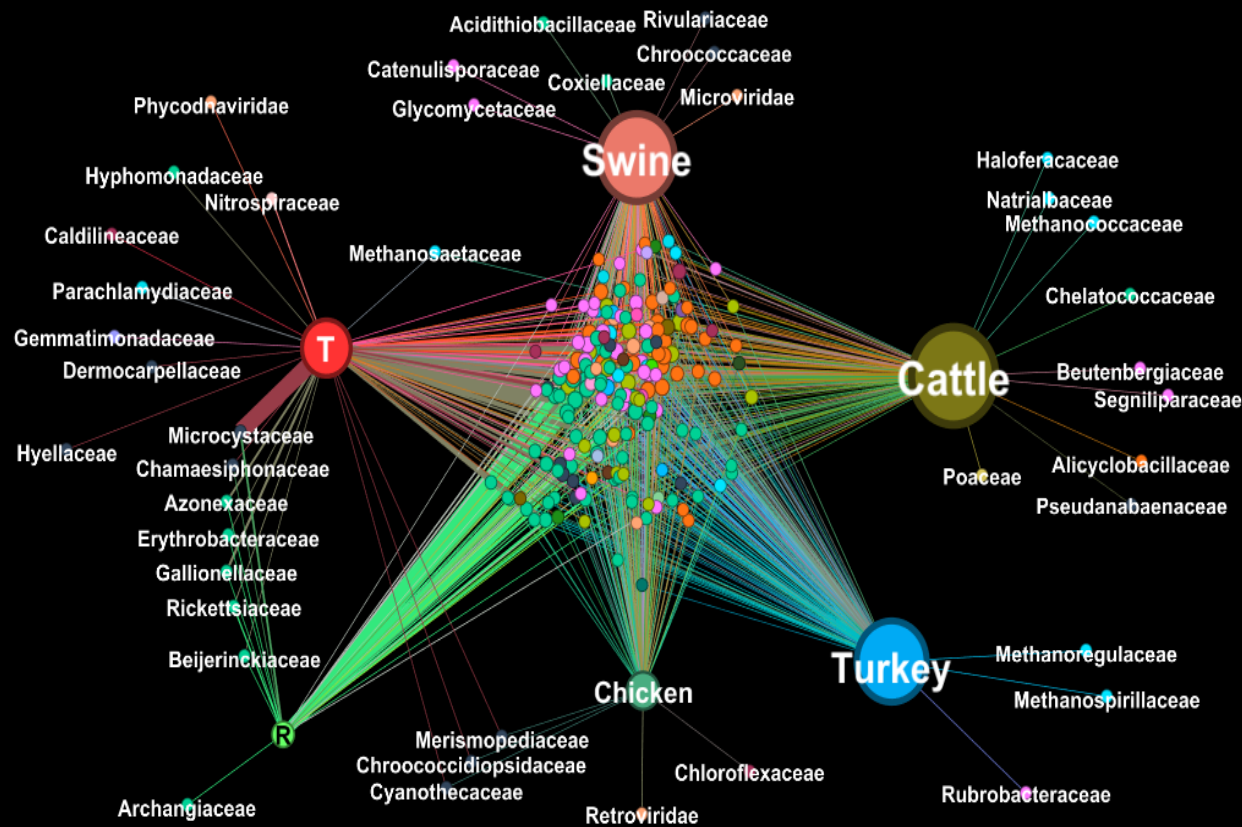 Acidithiobacillaceae
Rivulariaceae
Chroococcaceae
Catenulisporaceae
Coxiellaceae
Microviridae
Glycomycetaceae
Phycodnaviridae
Swine
Haloferacaceae
Hyphomonadaceae
Nitrospiraceae
Natrialbaceae
Methanococcaceae
Caldilineaceae
Methanosaetaceae
Parachlamydiaceae
Chelatococcaceae
Gemmatimonadaceae
T
Dermocarpellaceae
Cattle
Beutenbergiaceae
Segniliparaceae
Microcystaceae
Hyellaceae
Chamaesiphonaceae
Alicyclobacillaceae
Poaceae
Azonexaceae
Pseudanabaenaceae
Erythrobacteraceae
Gallionellaceae
Rickettsiaceae
Beijerinckiaceae
Methanoregulaceae
Turkey
Chicken
Methanospirillaceae
R
Merismopediaceae
Chroococcidiopsidaceae
Chloroflexaceae
Cyanothecaceae
Rubrobacteraceae
Archangiaceae
Retroviridae